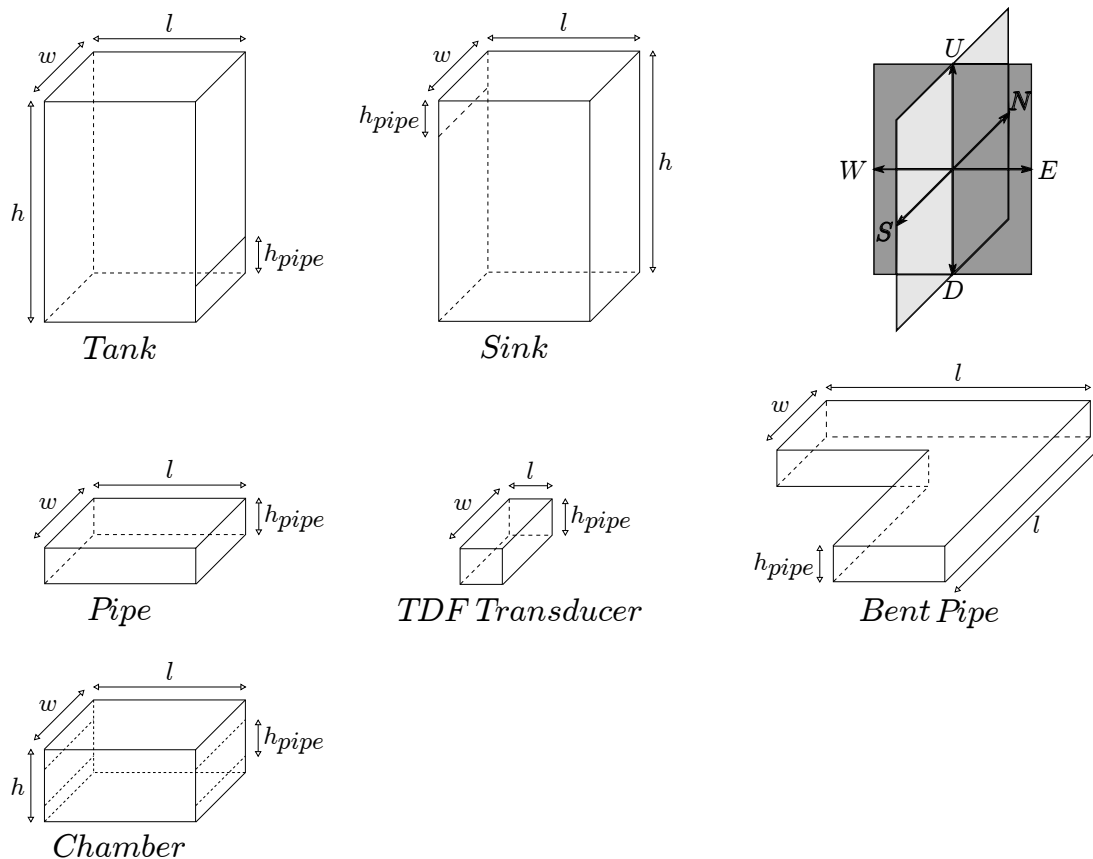 l
w
h
h_pipe
Tank
l
w
h_pipe
h
Sink
U
N
W
E
S
D
l
w
h_pipe
Pipe
l
w
h_pipe
TDF Transducer
l
w
l
h_pipe
Bent Pipe
l
w
h_pipe
h
Chamber